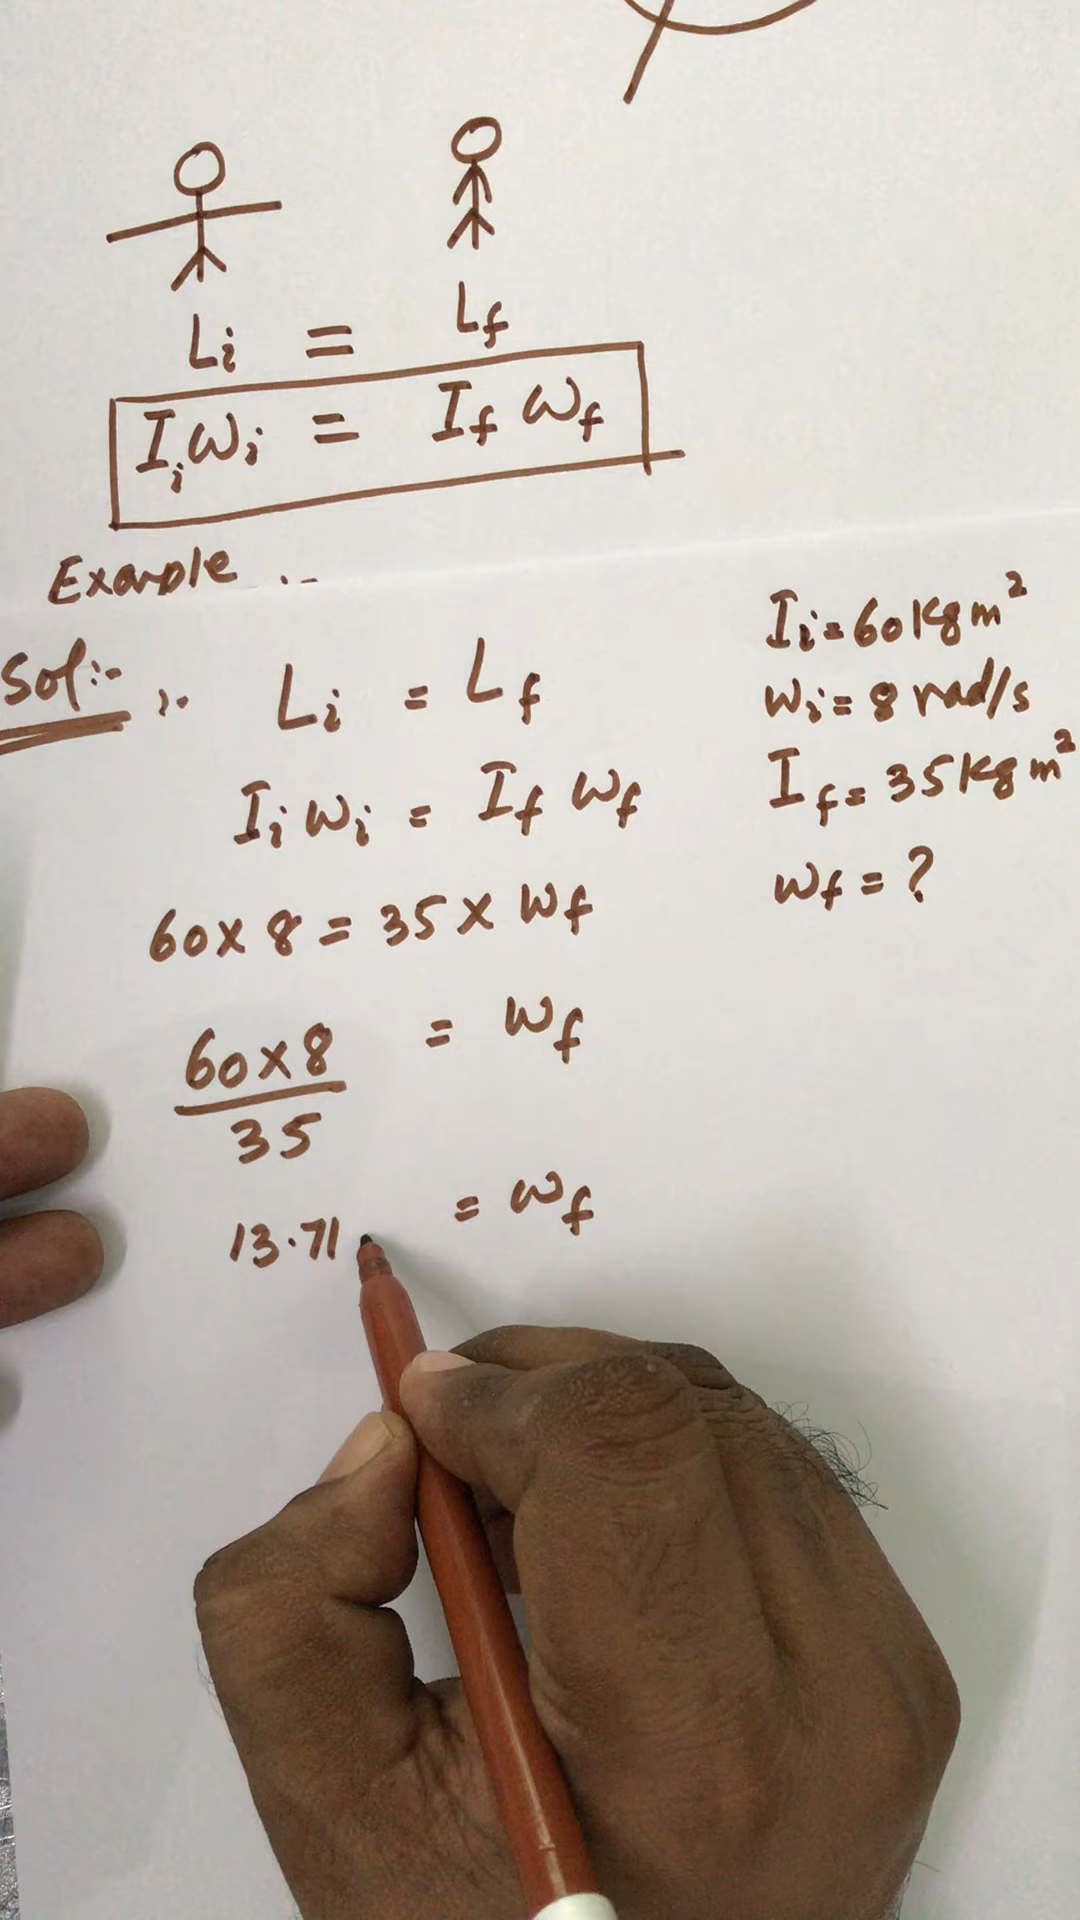 Li = Lf
Iiωi = If ωf
Example ..
Sol:- ∴ Li = Lf
Ii ωi = If ωf
60 x 8 = 35 x ωf
60 x 8 / 35 = ωf
13.71 = ωf
Ii = 60 kg m²
ωi = 8 rad/s
If = 35 kg m²
ωf = ?